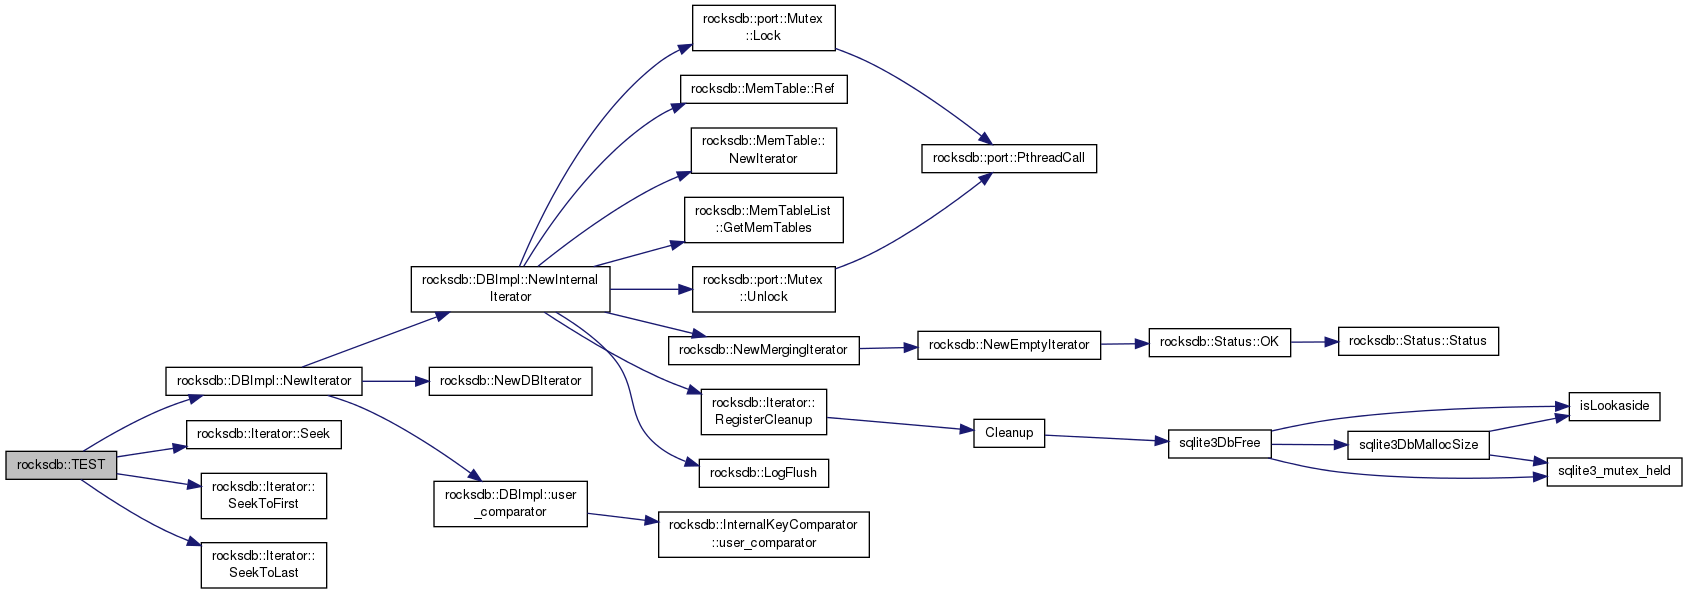 rocksdb::TEST
rocksdb::DBImpl::NewIterator
rocksdb::Iterator::Seek
rocksdb::Iterator::
SeekToFirst
rocksdb::Iterator::
SeekToLast
rocksdb::DBImpl::NewInternal
Iterator
rocksdb::NewDBIterator
rocksdb::DBImpl::user
_comparator
rocksdb::port::Mutex
::Lock
rocksdb::MemTable::Ref
rocksdb::MemTable::
NewIterator
rocksdb::MemTableList
::GetMemTables
rocksdb::port::Mutex
::Unlock
rocksdb::NewMergingIterator
rocksdb::Iterator::
RegisterCleanup
rocksdb::LogFlush
rocksdb::InternalKeyComparator
::user_comparator
rocksdb::port::PthreadCall
rocksdb::NewEmptyIterator
rocksdb::Status::OK
rocksdb::Status::Status
Cleanup
sqlite3DbFree
sqlite3DbMallocSize
isLookaside
sqlite3_mutex_held